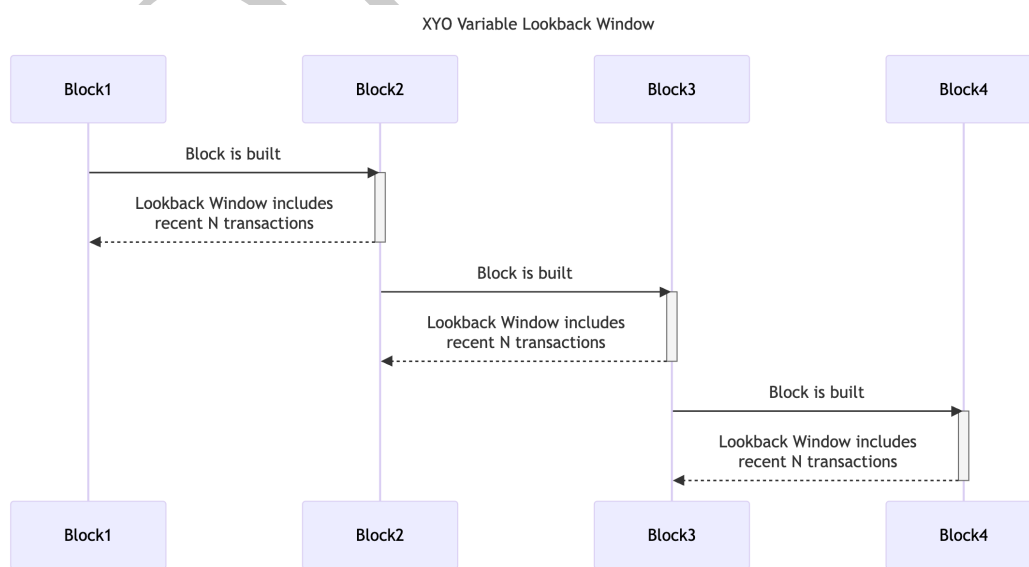 XYO Variable Lookback Window
Block1
Block2
Block3
Block4
Block is built
Lookback Window includes
recent N transactions
Block is built
Lookback Window includes
recent N transactions
Block is built
Lookback Window includes
recent N transactions
Block1
Block2
Block3
Block4